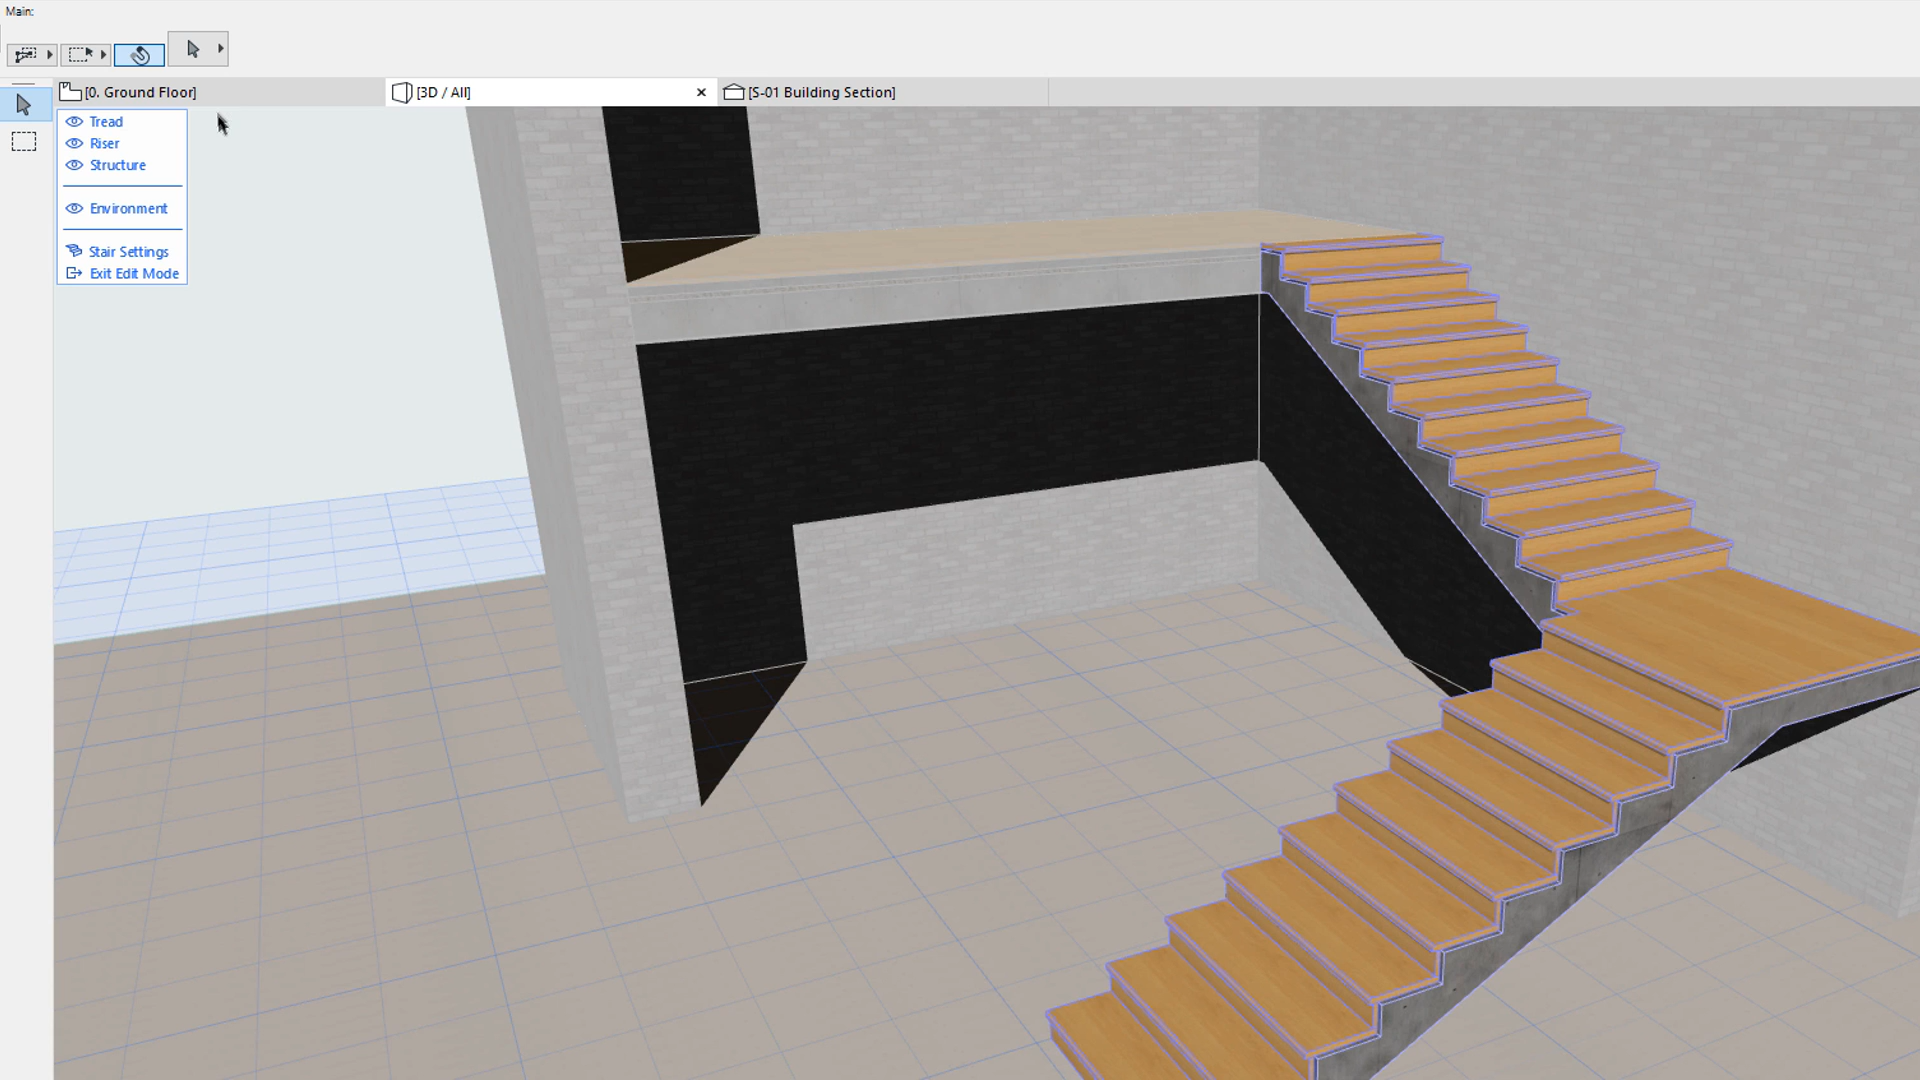 Main:
[0. Ground Floor]
[3D / All]
[S-01 Building Section]
Tread
Riser
Structure
Environment
Stair Settings
Exit Edit Mode